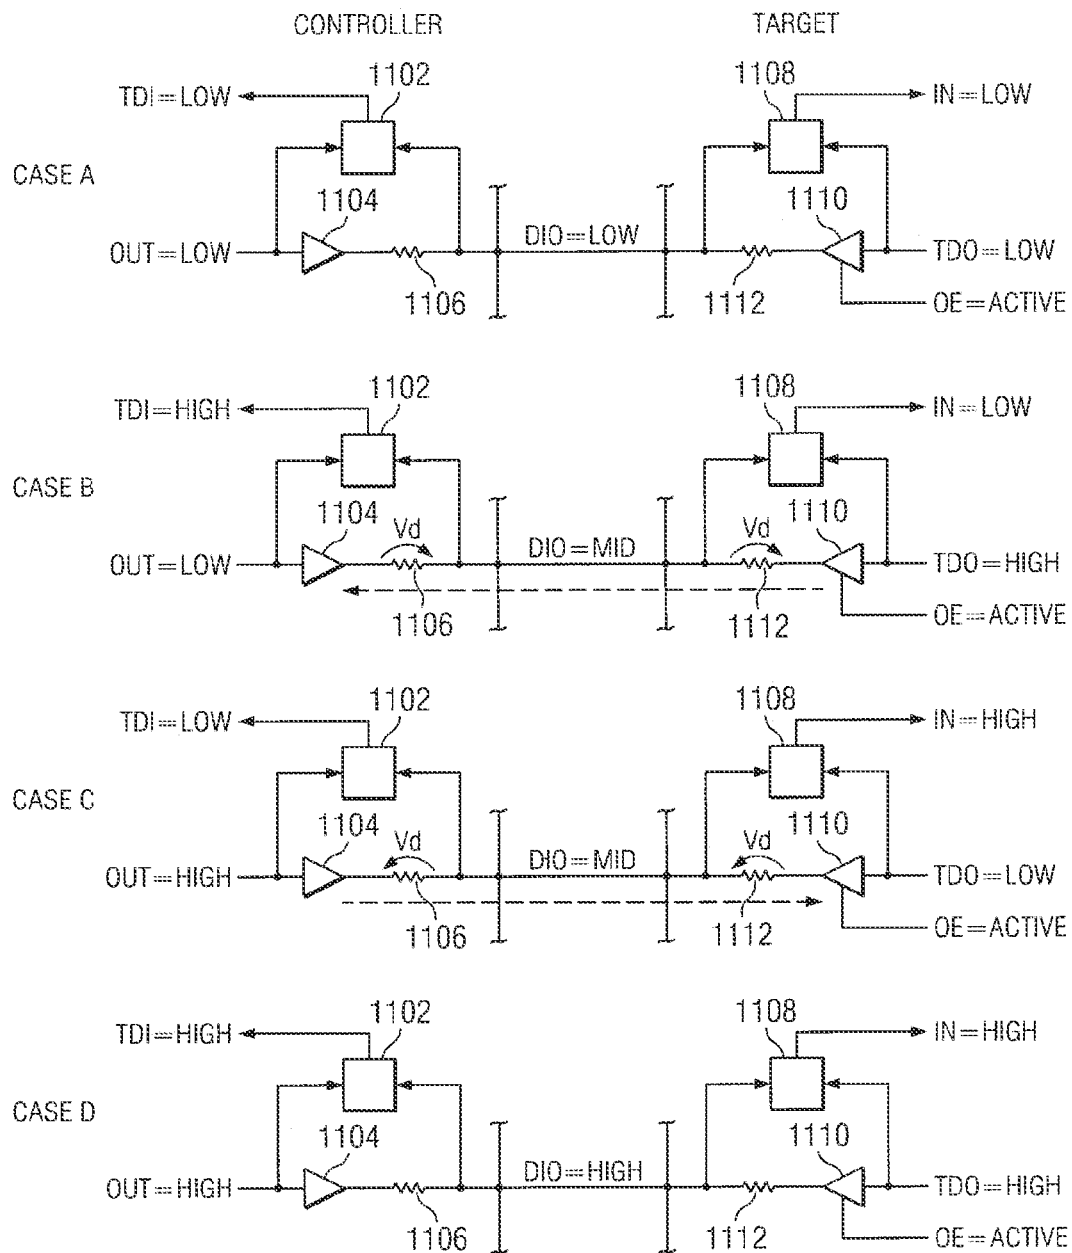 CONTROLLER TARGET
1102 1108
TDI=LOW IN=LOW
CASE A
1104 1110
OUT=LOW DIO=LOW TDO=LOW
1106 1112 OE=ACTIVE
1102 1108
TDI=HIGH IN=LOW
CASE B
1104 Vd Vd 1110
OUT=LOW DIO=MID TDO=HIGH
1106 1112 OE=ACTIVE
1102 1108
TDI=LOW IN=HIGH
CASE C
1104 Vd Vd 1110
OUT=HIGH DIO=MID TDO=LOW
1106 1112 OE=ACTIVE
1102 1108
TDI=HIGH IN=HIGH
CASE D
1104 1110
OUT=HIGH DIO=HIGH TDO=HIGH
1106 1112 OE=ACTIVE